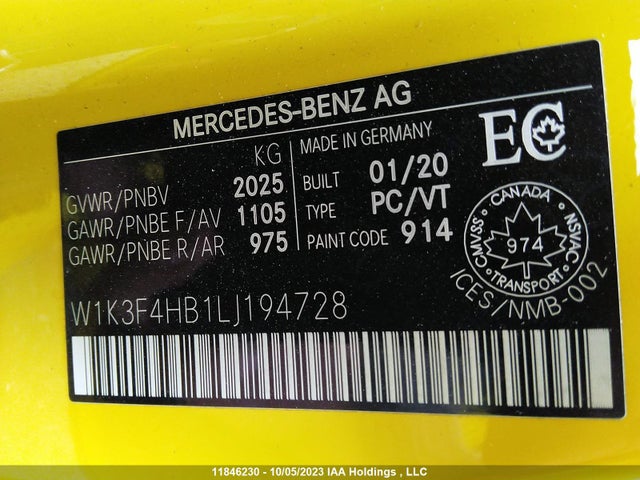 MERCEDES-BENZ AG
KG
GVWR/PNBV 2025
GAWR/PNBE F/AV 1105
GAWR/PNBE R/AR 975
MADE IN GERMANY
BUILT 01/20
TYPE PC/VT
PAINT CODE 914
EC
CANADA
CMVSS NSVAC
974
TRANSPORT
ICES/NMB-002
W1K3F4HB1LJ194728
11846230 - 10/05/2023 IAA Holdings , LLC